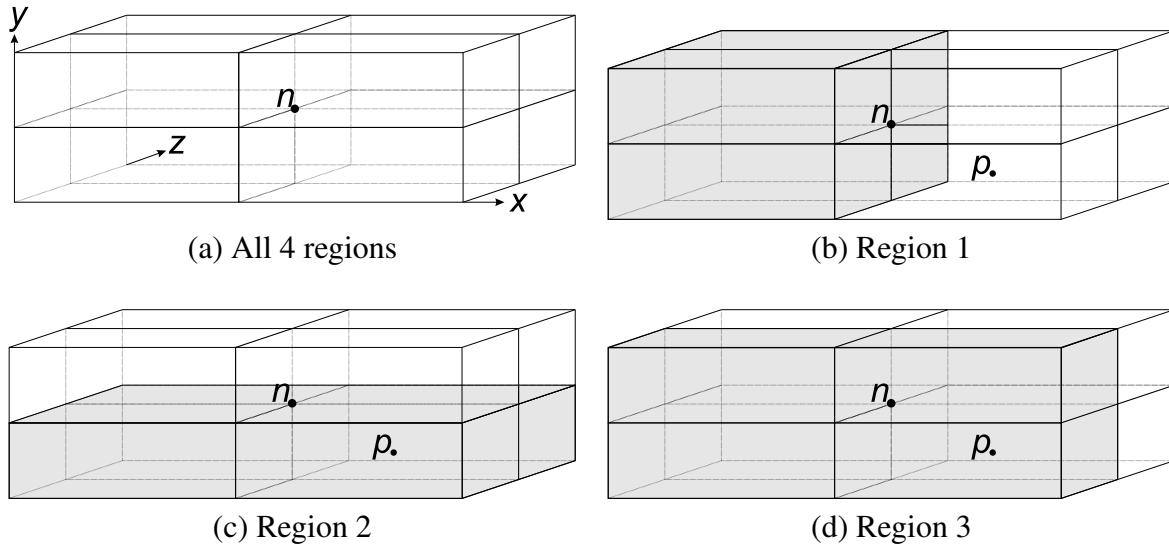 y
n
z
x
(a) All 4 regions
n
p
(b) Region 1
n
p
(c) Region 2
n
p
(d) Region 3